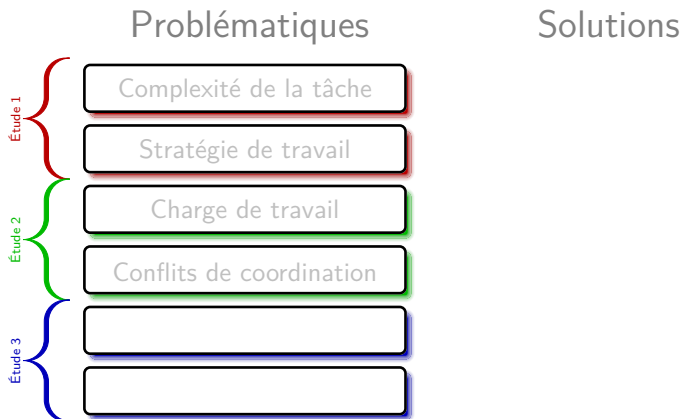 Problématiques Solutions
Étude 1
Complexité de la tâche
Stratégie de travail
Étude 2
Charge de travail
Conflits de coordination
Étude 3